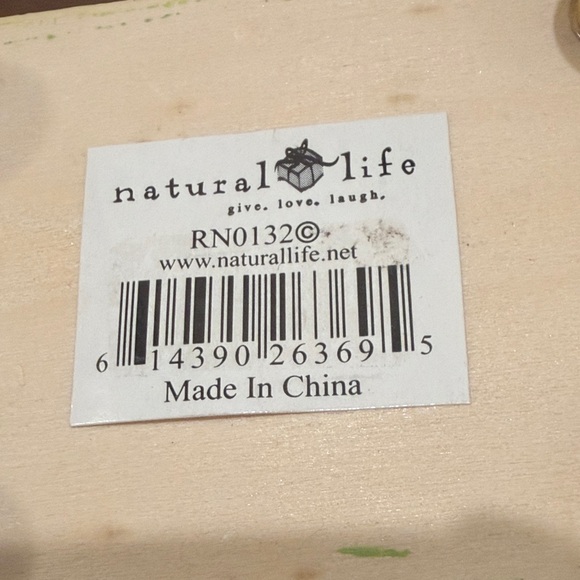 natural life
give. love. laugh.
RN0132©
www.naturallife.net
6 14390 26369 5
Made In China